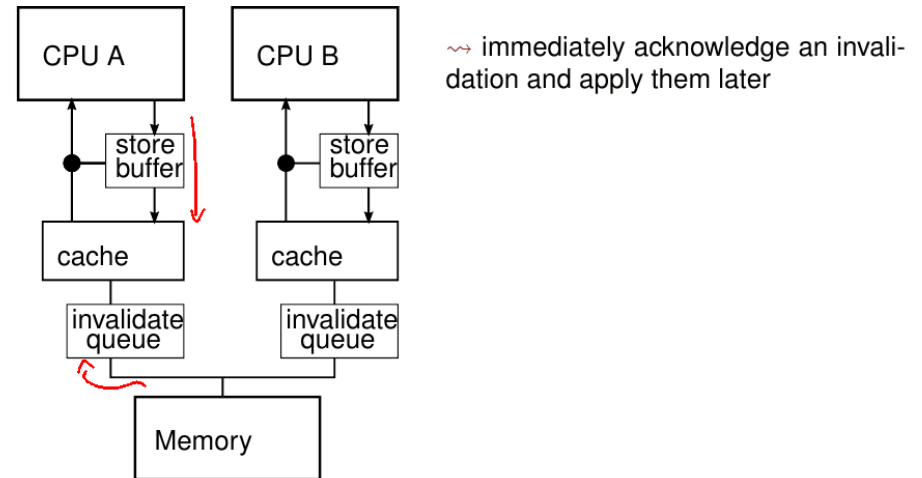 CPU A
CPU B
⇝ immediately acknowledge an invali-
dation and apply them later
store
buffer
store
buffer
cache
cache
invalidate
queue
invalidate
queue
Memory